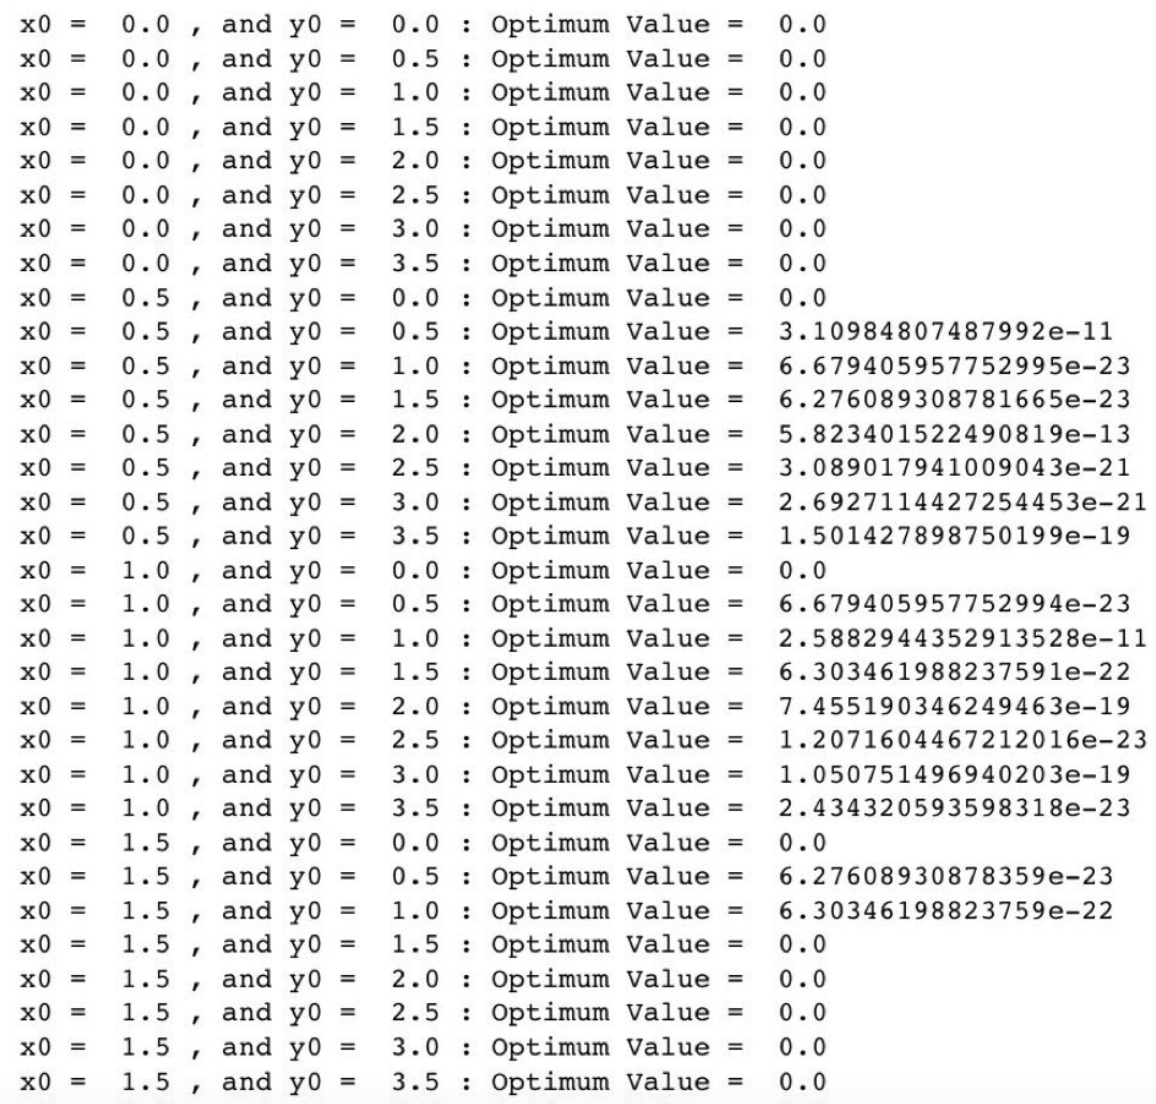 x0 = 0.0 , and y0 = 0.0 : Optimum Value = 0.0
x0 = 0.0 , and y0 = 0.5 : Optimum Value = 0.0
x0 = 0.0 , and y0 = 1.0 : Optimum Value = 0.0
x0 = 0.0 , and y0 = 1.5 : Optimum Value = 0.0
x0 = 0.0 , and y0 = 2.0 : Optimum Value = 0.0
x0 = 0.0 , and y0 = 2.5 : Optimum Value = 0.0
x0 = 0.0 , and y0 = 3.0 : Optimum Value = 0.0
x0 = 0.0 , and y0 = 3.5 : Optimum Value = 0.0
x0 = 0.5 , and y0 = 0.0 : Optimum Value = 0.0
x0 = 0.5 , and y0 = 0.5 : Optimum Value = 3.10984807487992e-11
x0 = 0.5 , and y0 = 1.0 : Optimum Value = 6.679405957752995e-23
x0 = 0.5 , and y0 = 1.5 : Optimum Value = 6.276089308781665e-23
x0 = 0.5 , and y0 = 2.0 : Optimum Value = 5.823401522490819e-13
x0 = 0.5 , and y0 = 2.5 : Optimum Value = 3.089017941009043e-21
x0 = 0.5 , and y0 = 3.0 : Optimum Value = 2.6927114427254453e-21
x0 = 0.5 , and y0 = 3.5 : Optimum Value = 1.501427898750199e-19
x0 = 1.0 , and y0 = 0.0 : Optimum Value = 0.0
x0 = 1.0 , and y0 = 0.5 : Optimum Value = 6.679405957752994e-23
x0 = 1.0 , and y0 = 1.0 : Optimum Value = 2.5882944352913528e-11
x0 = 1.0 , and y0 = 1.5 : Optimum Value = 6.303461988237591e-22
x0 = 1.0 , and y0 = 2.0 : Optimum Value = 7.455190346249463e-19
x0 = 1.0 , and y0 = 2.5 : Optimum Value = 1.2071604467212016e-23
x0 = 1.0 , and y0 = 3.0 : Optimum Value = 1.050751496940203e-19
x0 = 1.0 , and y0 = 3.5 : Optimum Value = 2.434320593598318e-23
x0 = 1.5 , and y0 = 0.0 : Optimum Value = 0.0
x0 = 1.5 , and y0 = 0.5 : Optimum Value = 6.27608930878359e-23
x0 = 1.5 , and y0 = 1.0 : Optimum Value = 6.30346198823759e-22
x0 = 1.5 , and y0 = 1.5 : Optimum Value = 0.0
x0 = 1.5 , and y0 = 2.0 : Optimum Value = 0.0
x0 = 1.5 , and y0 = 2.5 : Optimum Value = 0.0
x0 = 1.5 , and y0 = 3.0 : Optimum Value = 0.0
x0 = 1.5 , and y0 = 3.5 : Optimum Value = 0.0